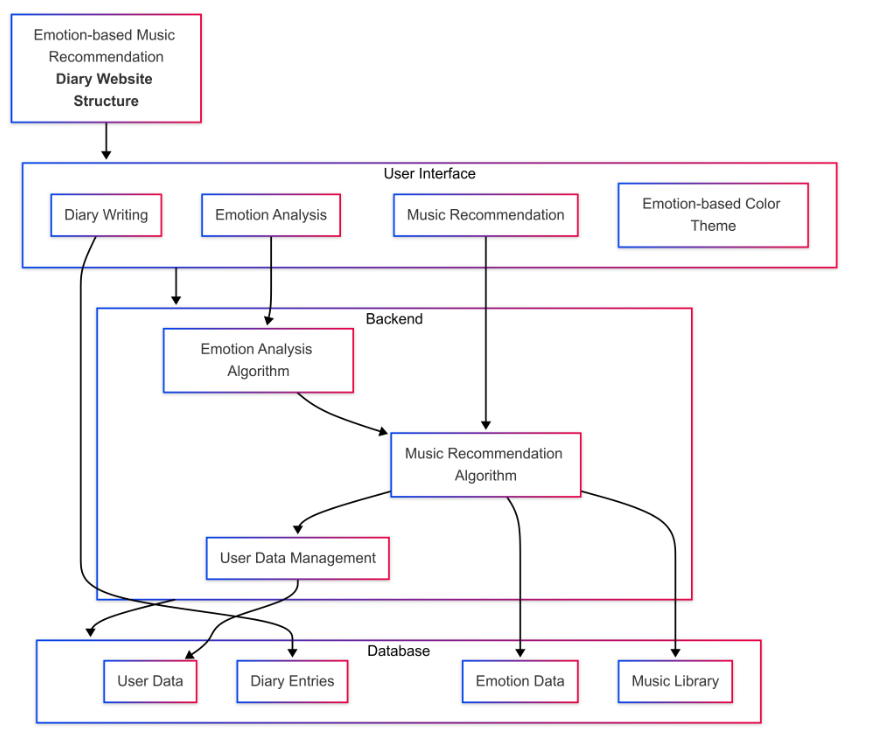 Emotion-based Music
Recommendation
Diary Website
Structure
User Interface
Diary Writing
Emotion Analysis
Music Recommendation
Emotion-based Color
Theme
Backend
Emotion Analysis
Algorithm
Music Recommendation
Algorithm
User Data Management
Database
User Data
Diary Entries
Emotion Data
Music Library